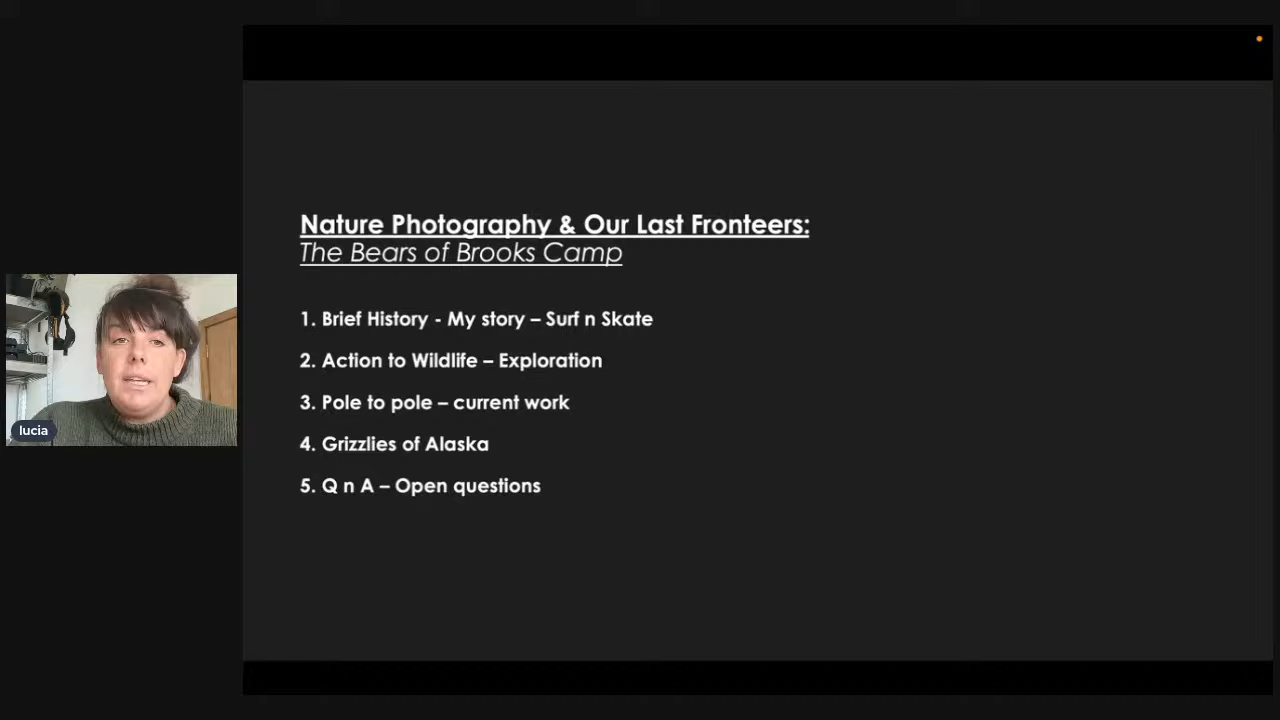 Nature Photography & Our Last Fronteers:
The Bears of Brooks Camp
1. Brief History - My story – Surf n Skate
2. Action to Wildlife – Exploration
3. Pole to pole – current work
4. Grizzlies of Alaska
5. Q n A – Open questions
lucia